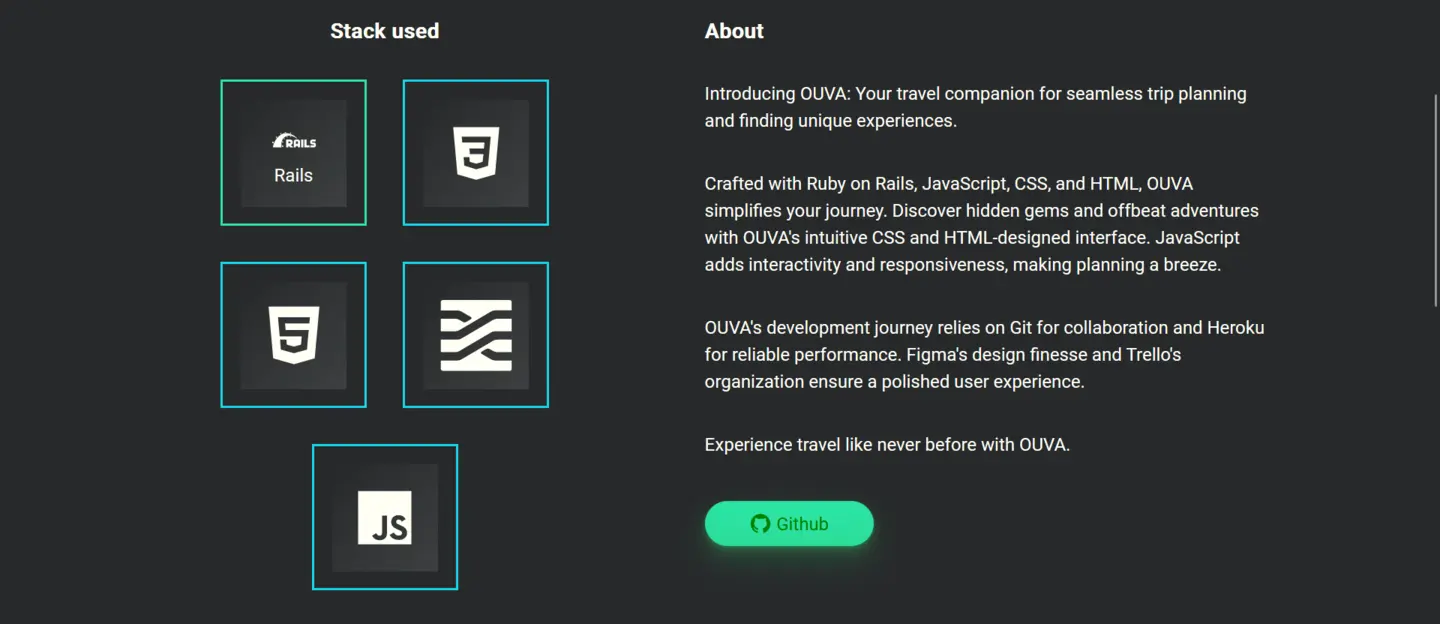 Stack used
RAILS
Rails
3
5
JS
About
Introducing OUVA: Your travel companion for seamless trip planning
and finding unique experiences.
Crafted with Ruby on Rails, JavaScript, CSS, and HTML, OUVA
simplifies your journey. Discover hidden gems and offbeat adventures
with OUVA's intuitive CSS and HTML-designed interface. JavaScript
adds interactivity and responsiveness, making planning a breeze.
OUVA's development journey relies on Git for collaboration and Heroku
for reliable performance. Figma's design finesse and Trello's
organization ensure a polished user experience.
Experience travel like never before with OUVA.
Github